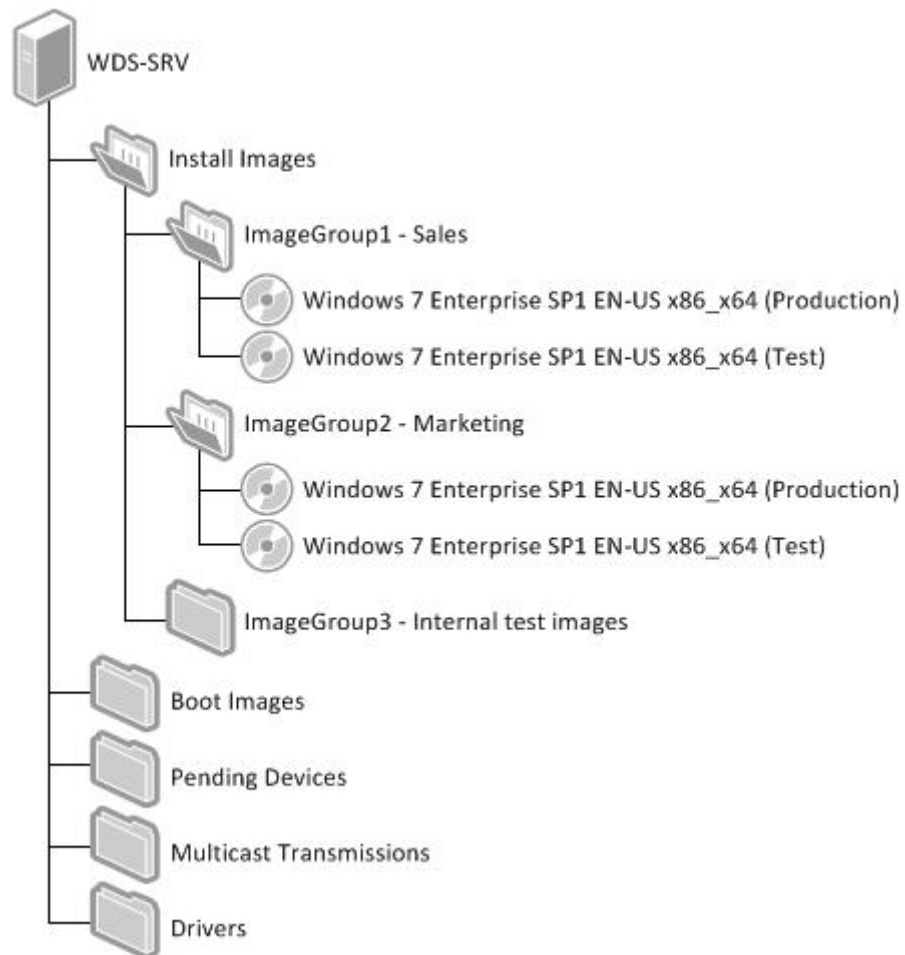 WDS-SRV
Install Images
ImageGroup1 - Sales
Windows 7 Enterprise SP1 EN-US x86_x64 (Production)
Windows 7 Enterprise SP1 EN-US x86_x64 (Test)
ImageGroup2 - Marketing
Windows 7 Enterprise SP1 EN-US x86_x64 (Production)
Windows 7 Enterprise SP1 EN-US x86_x64 (Test)
ImageGroup3 - Internal test images
Boot Images
Pending Devices
Multicast Transmissions
Drivers